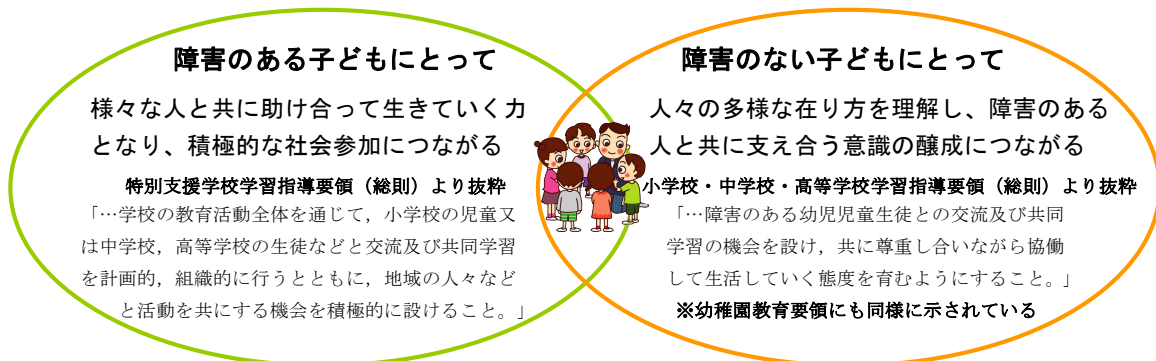 障害のある子どもにとって
様々な人と共に助け合って生きていく力
となり、積極的な社会参加につながる
特別支援学校学習指導要領（総則）より抜粋
「…学校の教育活動全体を通じて，小学校の児童又
は中学校，高等学校の生徒などと交流及び共同学習
を計画的，組織的に行うとともに，地域の人々など
と活動を共にする機会を積極的に設けること。」
障害のない子どもにとって
人々の多様な在り方を理解し、障害のある
人と共に支え合う意識の醸成につながる
小学校・中学校・高等学校学習指導要領（総則）より抜粋
「…障害のある幼児児童生徒との交流及び共同
学習の機会を設け，共に尊重し合いながら協働
して生活していく態度を育むようにすること。」
※幼稚園教育要領にも同様に示されている